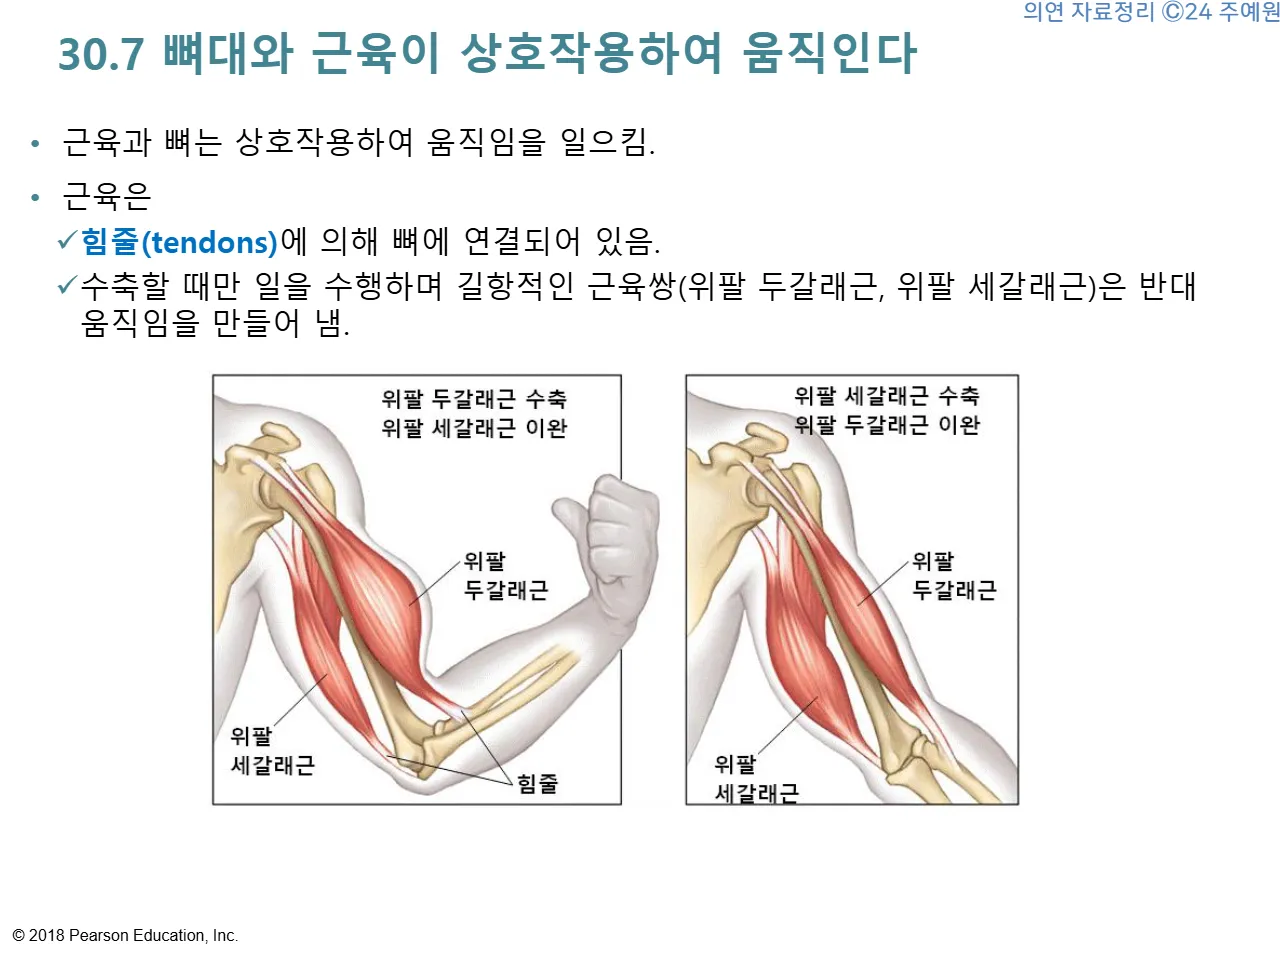 의연 자료정리 Ⓒ24 주예원
30.7 뼈대와 근육이 상호작용하여 움직인다
• 근육과 뼈는 상호작용하여 움직임을 일으킴.
• 근육은
✓힘줄(tendons)에 의해 뼈에 연결되어 있음.
✓수축할 때만 일을 수행하며 길항적인 근육쌍(위팔 두갈래근, 위팔 세갈래근)은 반대
움직임을 만들어 냄.
위팔 두갈래근 수축
위팔 세갈래근 이완
위팔
두갈래근
위팔
세갈래근
힘줄
위팔 세갈래근 수축
위팔 두갈래근 이완
위팔
두갈래근
위팔
세갈래근
© 2018 Pearson Education, Inc.